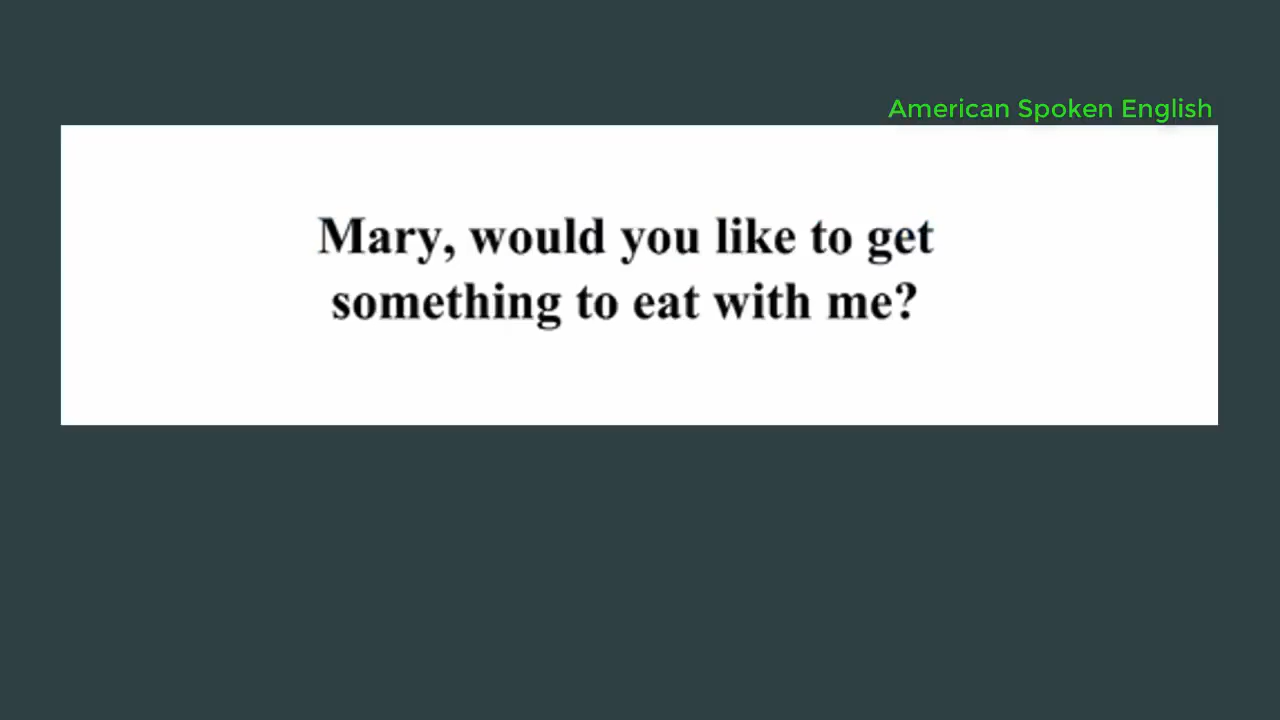 American Spoken English
Mary, would you like to get
something to eat with me?